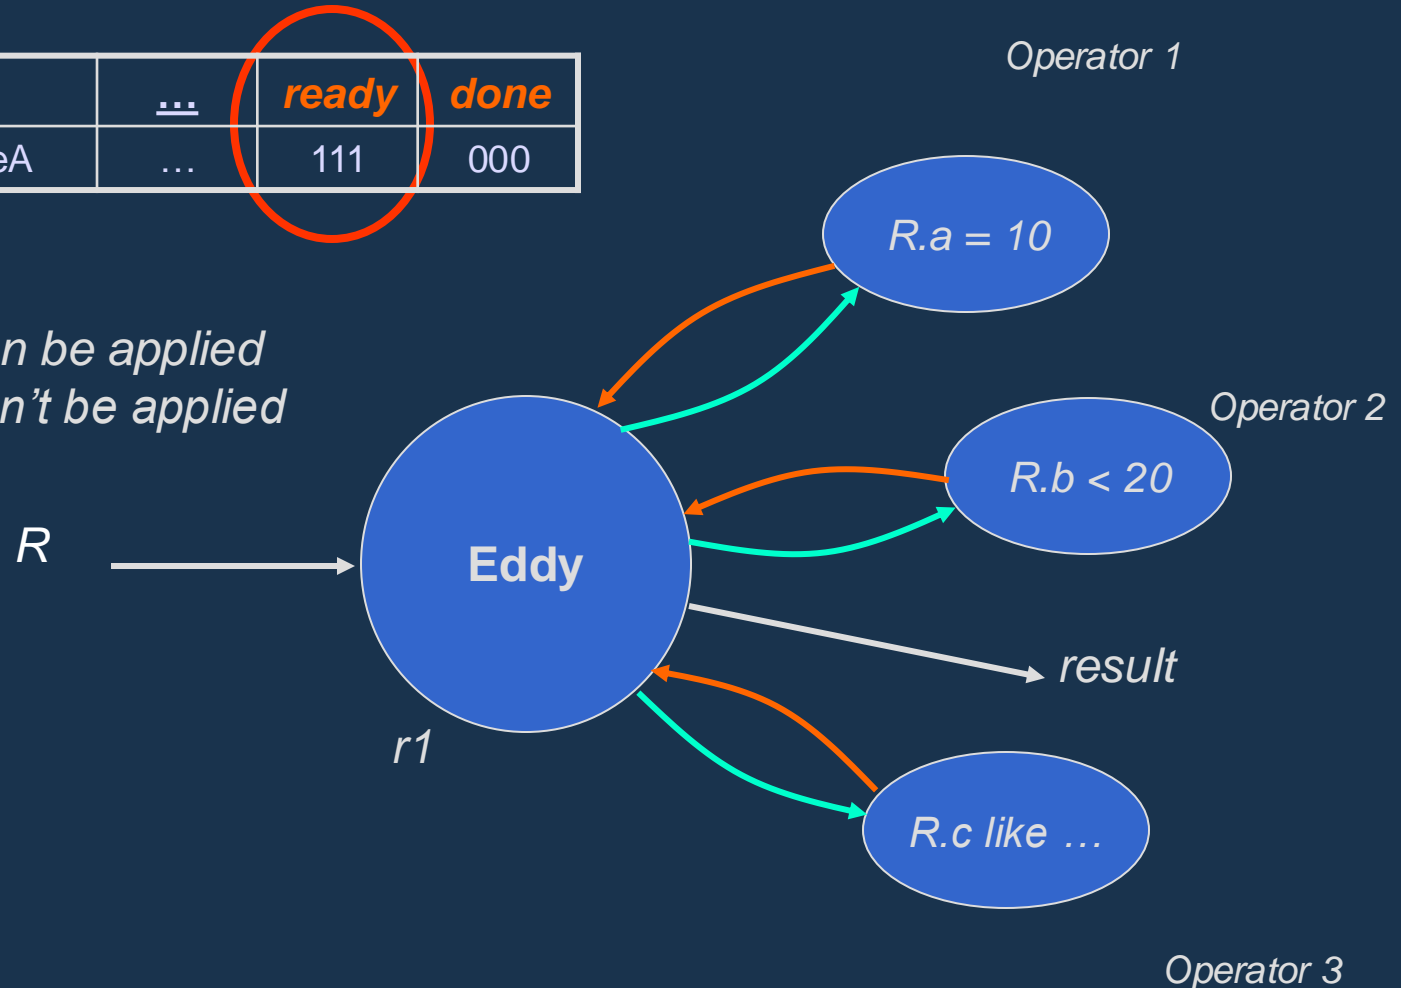 Operator 1
... ready done
eA ... 111 000
R.a = 10
n be applied
n't be applied
Operator 2
R.b < 20
R
Eddy
result
r1
R.c like ...
Operator 3